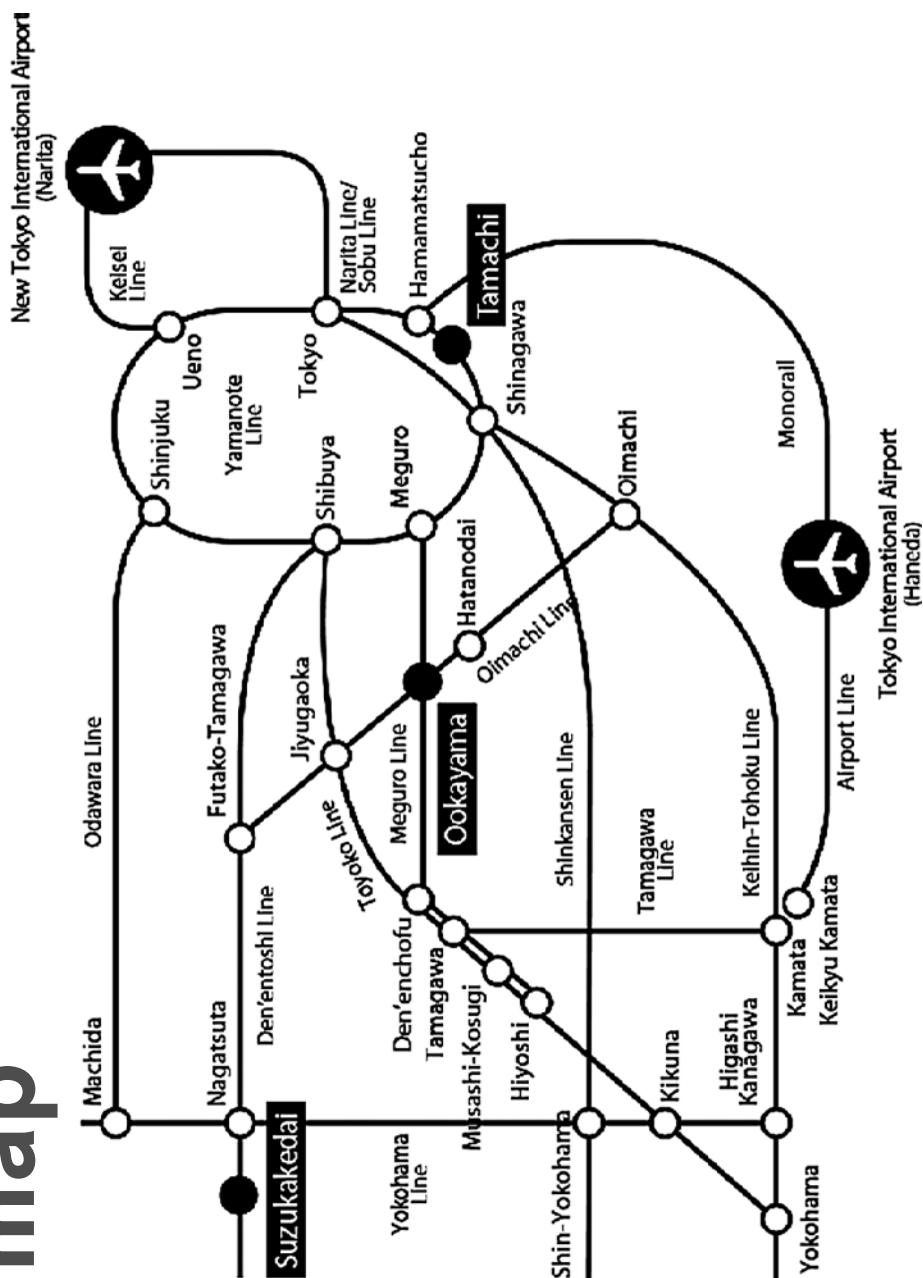 map
New Tokyo International Airport
(Narita)
Machida
Odawara Line
Keisei
Line
Shinjuku
Ueno
Nagatsuta
Futako-Tamagawa
Yamanote
Line
Den'entoshi Line
Suzukakedai
Jiyugaoka
Shibuya
Tokyo
Narita Line/
Sobu Line
Toyoko Line
Yokohama
Line
Den'enchofu
Meguro Line
Meguro
Hamamatsucho
Tamagawa
Ookayama
Hatanodai
Tamachi
Musashi-Kosugi
Hiyoshi
Oimachi Line
Shinagawa
Shin-Yokohama
Shinkansen Line
Oimachi
Kikuna
Tamagawa
Line
Higashi
Kanagawa
Keihin-Tohoku Line
Monorail
Yokohama
Kamata
Keikyu Kamata
Airport Line
Tokyo International Airport
(Haneda)